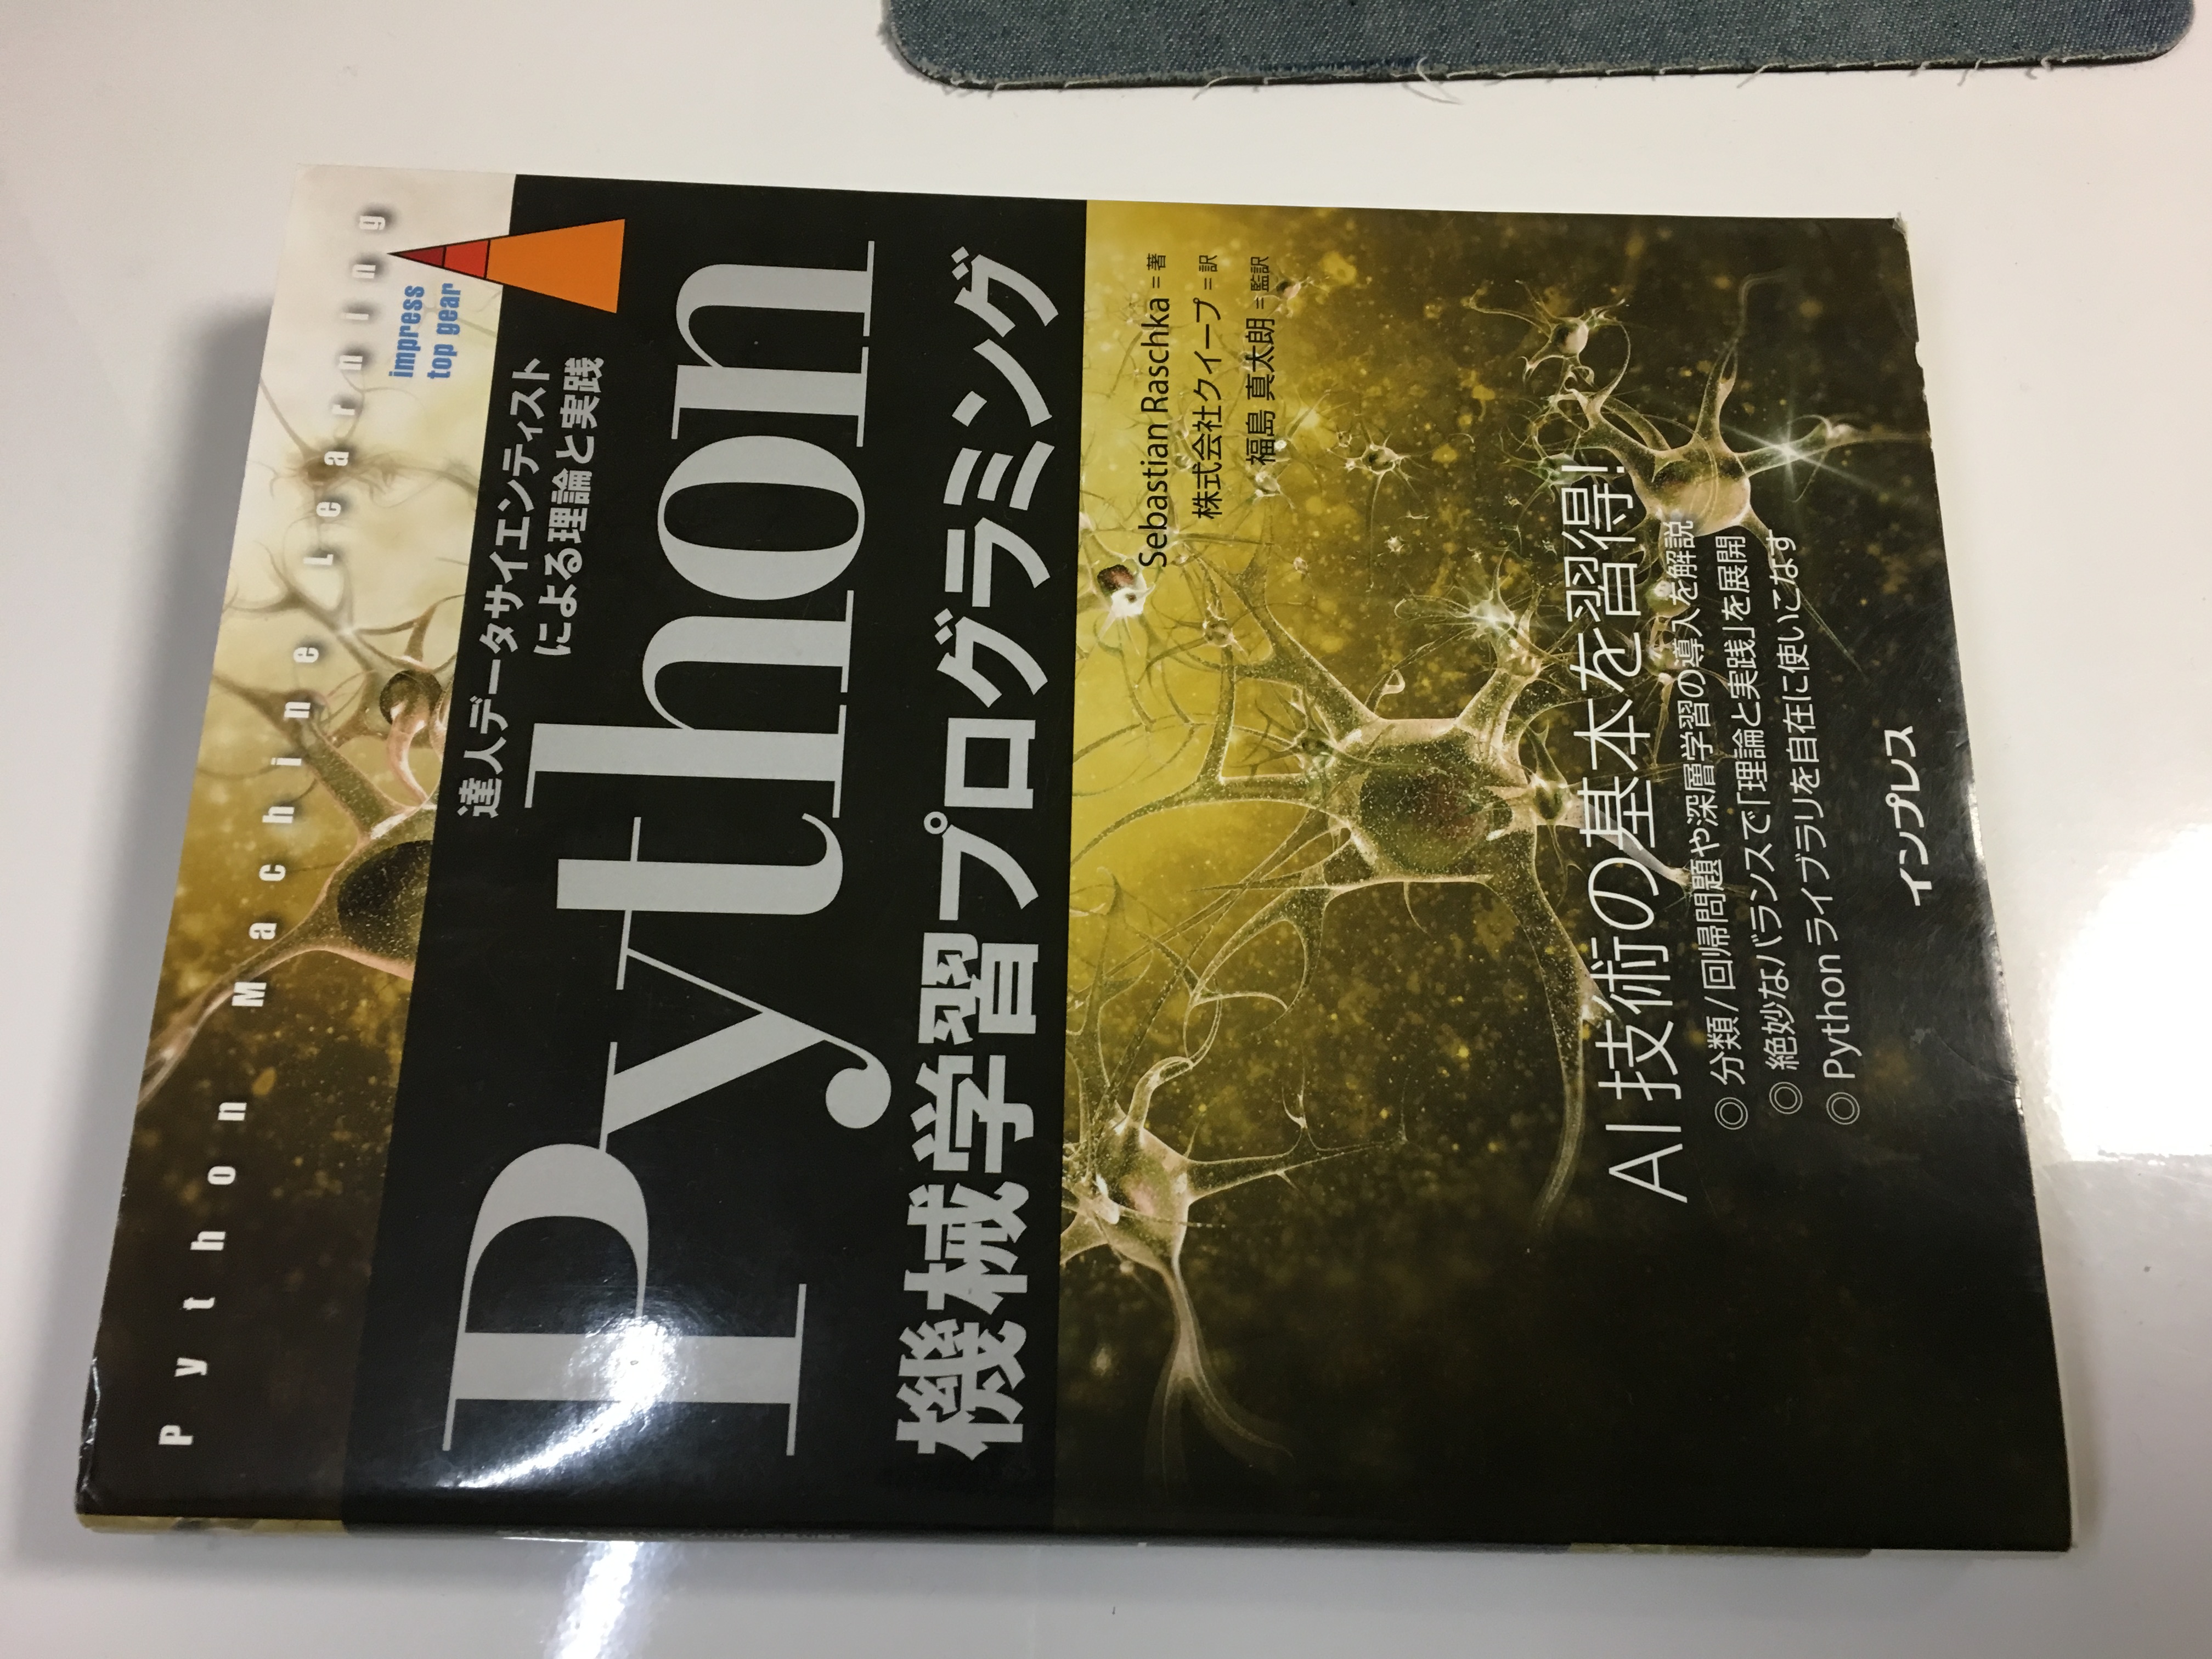 Python Machine Learning
impress
top gear
達人データサイエンティスト
による理論と実践
Python
機械学習プログラミング
Sebastian Raschka = 著
株式会社クイープ = 訳
福島 真太朗 = 監訳
AI技術の基本を習得!
◎ 分類/回帰問題や深層学習の導入を解説
◎ 絶妙なバランスで「理論と実践」を展開
◎ Pythonライブラリを自在に使いこなす
インプレス